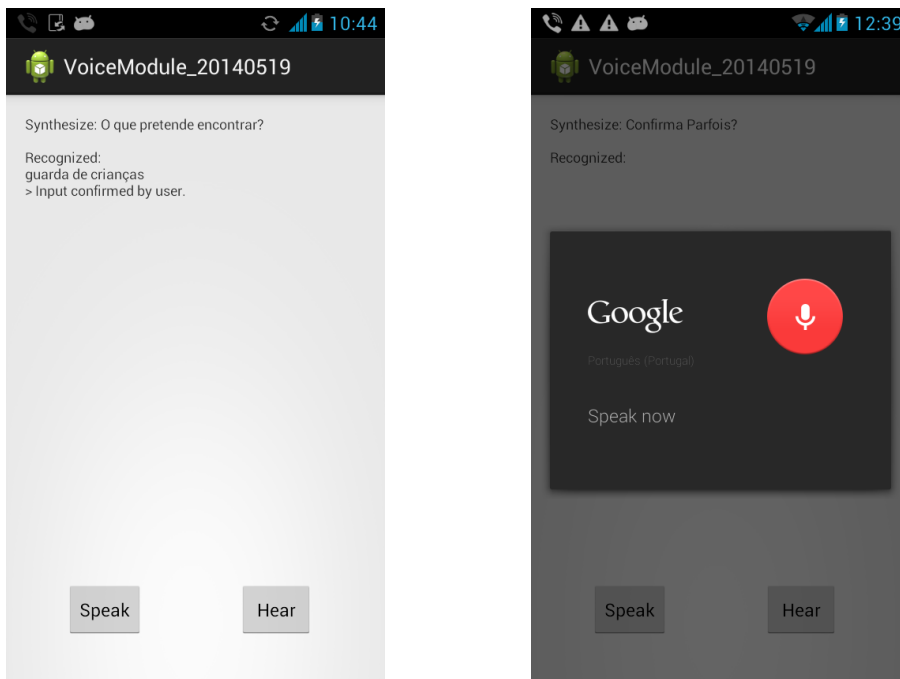 10:44
VoiceModule_20140519
Synthesize: O que pretende encontrar?
Recognized:
guarda de crianças
> Input confirmed by user.
Speak
Hear
12:39
VoiceModule_20140519
Synthesize: Confirma Parfois?
Recognized:
Google
Português (Portugal)
Speak now
Speak
Hear